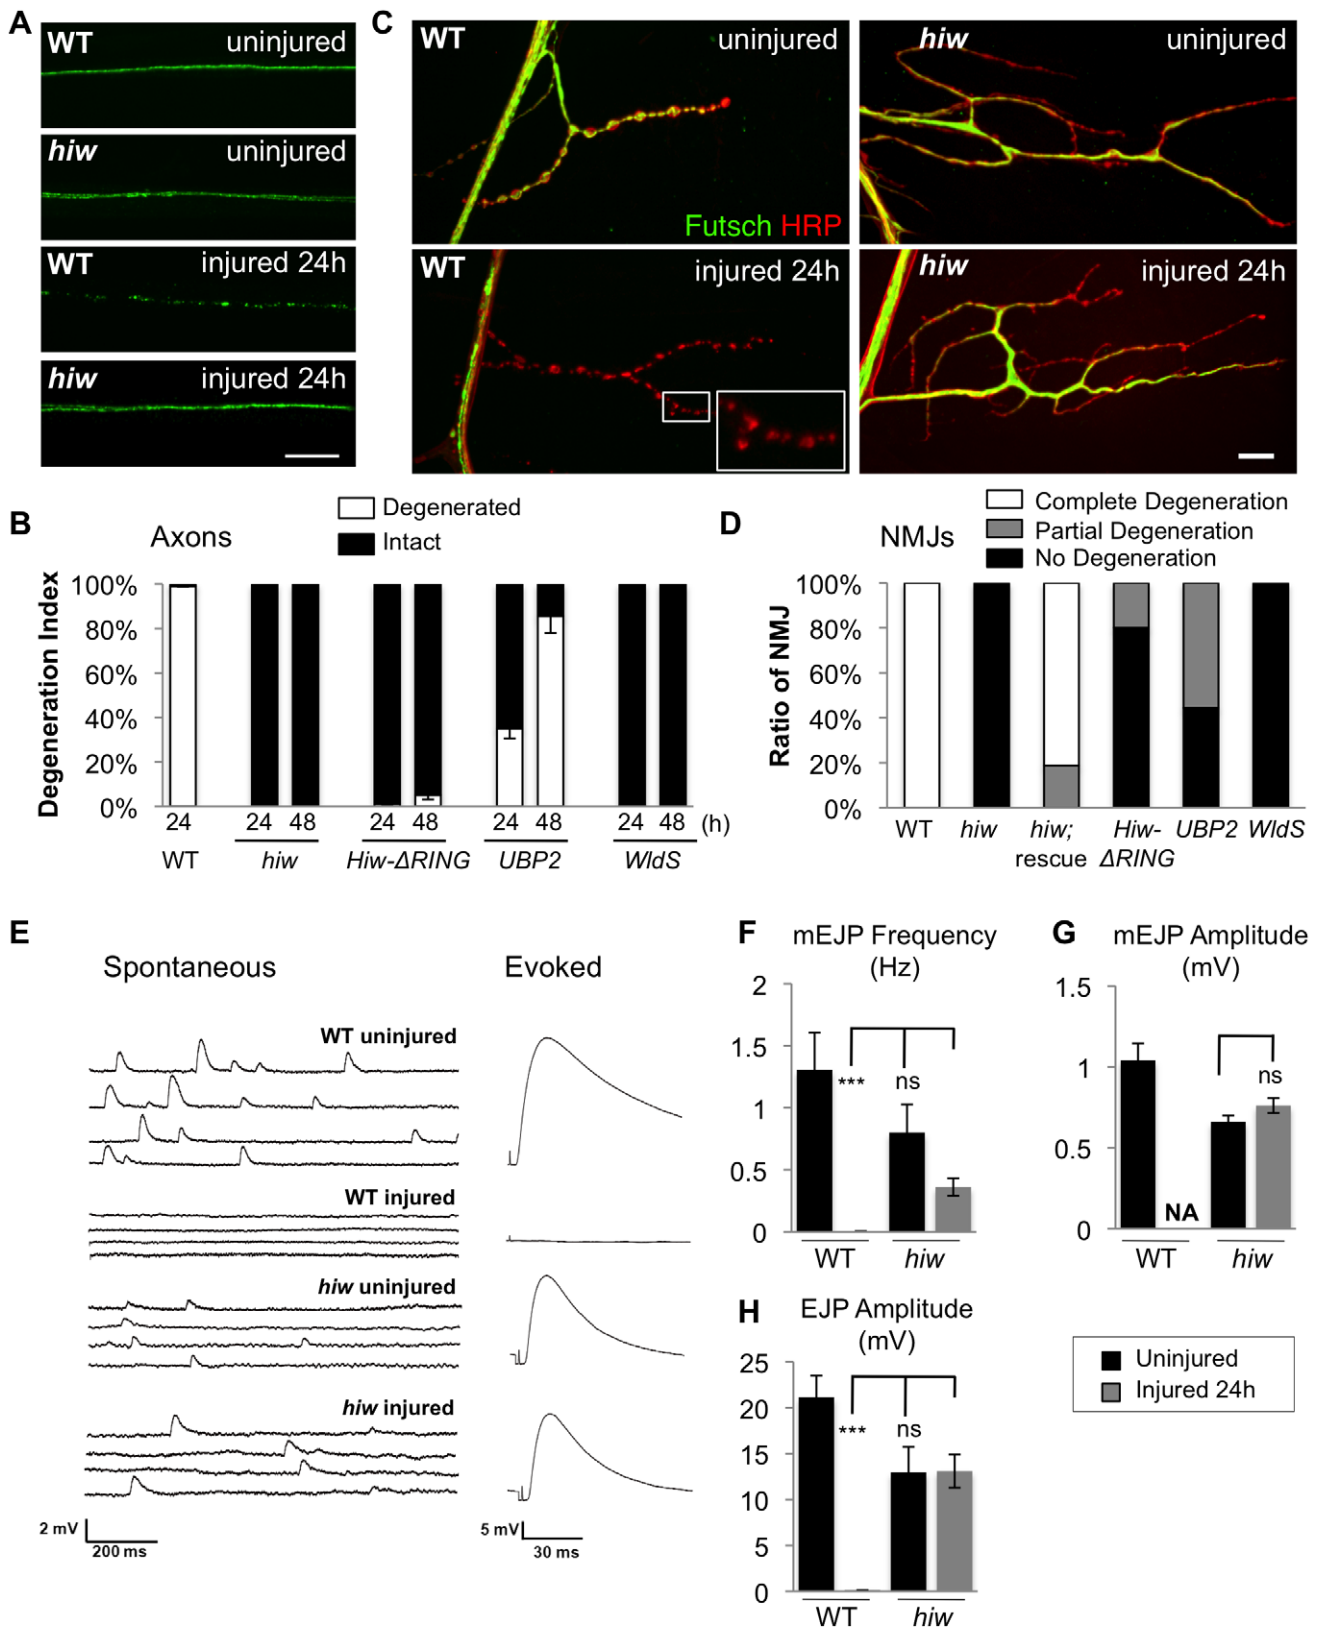 A
WT uninjured
hiw uninjured
WT injured 24h
hiw injured 24h
C
WT uninjured
Futsch HRP
hiw uninjured
WT injured 24h
hiw injured 24h
B
Axons
Degenerated
Intact
Degeneration Index
100%
80%
60%
40%
20%
0%
24 24 48 24 48 24 48 24 48 (h)
WT hiw Hiw-ΔRING UBP2 WldS
D
NMJs
Complete Degeneration
Partial Degeneration
No Degeneration
Ratio of NMJ
100%
80%
60%
40%
20%
0%
WT hiw hiw; Hiw- UBP2 WldS
rescue ΔRING
E
Spontaneous Evoked
WT uninjured
WT injured
hiw uninjured
hiw injured
2 mV
200 ms
5 mV
30 ms
F
mEJP Frequency
(Hz)
2
1.5
1
0.5
0
*** ns
WT hiw
G
mEJP Amplitude
(mV)
1.5
1
0.5
0
NA
ns
WT hiw
H
EJP Amplitude
(mV)
25
20
15
10
5
0
*** ns
WT hiw
Uninjured
Injured 24h